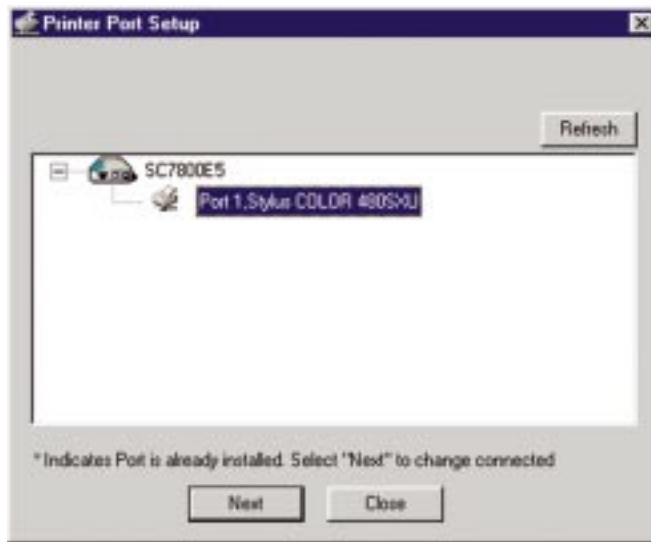 Printer Port Setup
Refresh
SC7800E5
Port 1,Stylus COLOR 480SXU
* Indicates Port is already installed. Select "Next" to change connected
Next
Close